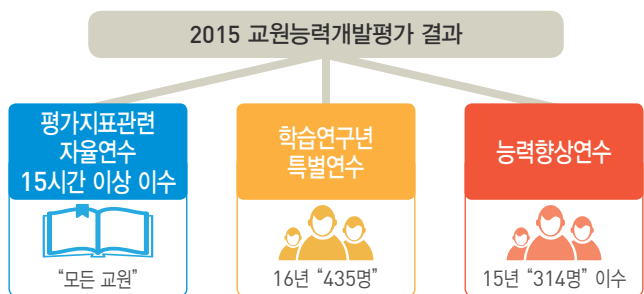 2015 교원능력개발평가 결과
평가지표관련
자율연수
15시간 이상 이수
"모든 교원"
학습연구년
특별연수
16년 "435명"
능력향상연수
15년 "314명" 이수